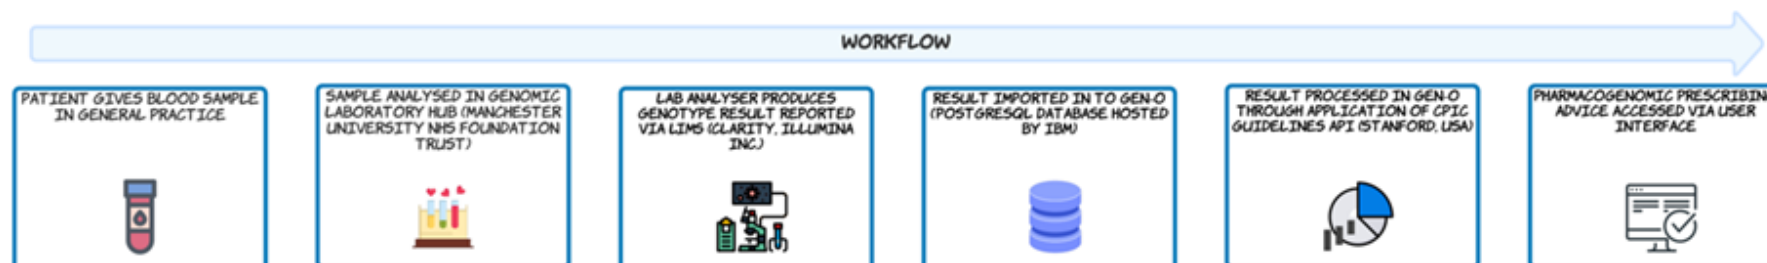 WORKFLOW
PATIENT GIVES BLOOD SAMPLE
IN GENERAL PRACTICE
SAMPLE ANALYSED IN GENOMIC
LABORATORY HUB (MANCHESTER
UNIVERSITY NHS FOUNDATION
TRUST)
LAB ANALYSER PRODUCES
GENOTYPE RESULT REPORTED
VIA LIMS (CLARITY, ILLUMINA
INC.)
RESULT IMPORTED IN TO GEN-O
(POSTGRESQL DATABASE HOSTED
BY IBM)
RESULT PROCESSED IN GEN-O
THROUGH APPLICATION OF CPIC
GUIDELINES API (STANFORD, USA)
PHARMACOGENOMIC PRESCRIBING
ADVICE ACCESSED VIA USER
INTERFACE